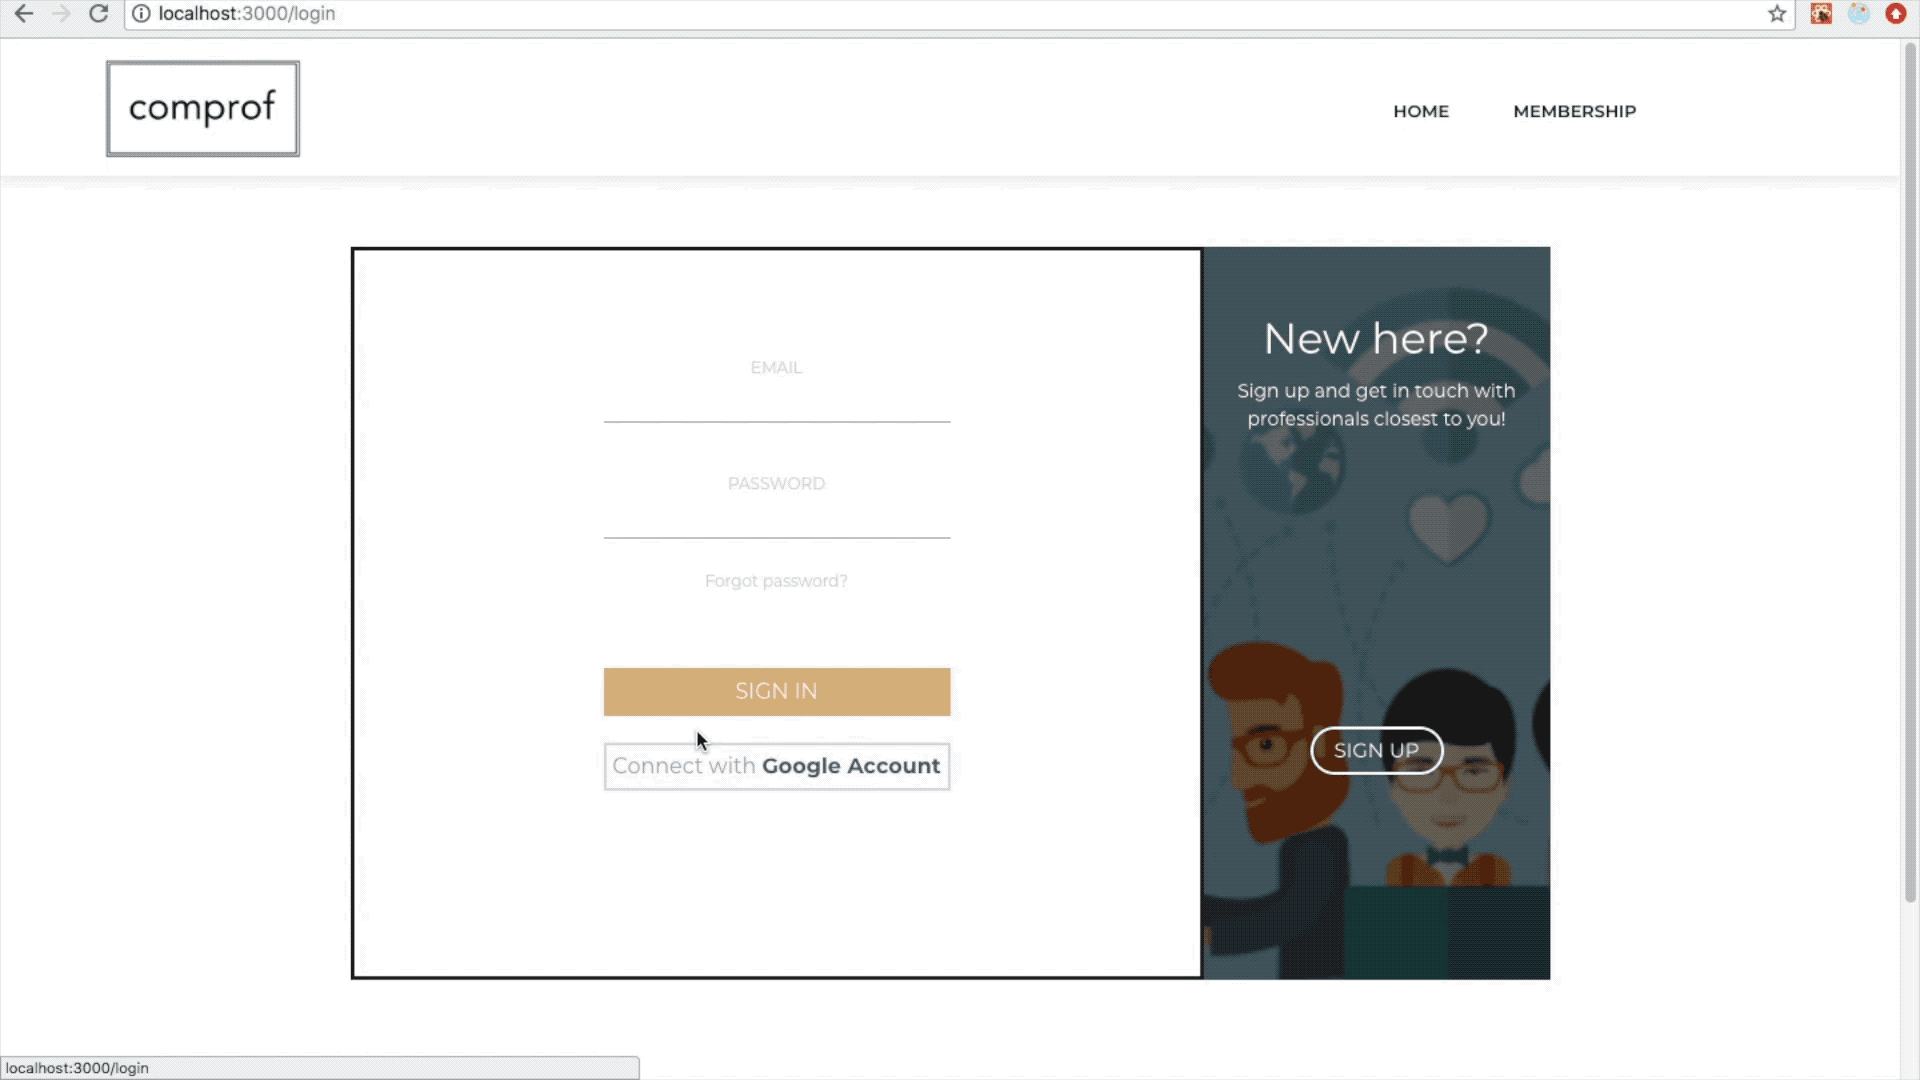 localhost:3000/login
comprof
HOME
MEMBERSHIP
EMAIL
PASSWORD
Forgot password?
SIGN IN
Connect with Google Account
New here?
Sign up and get in touch with
professionals closest to you!
SIGN UP
localhost:3000/login